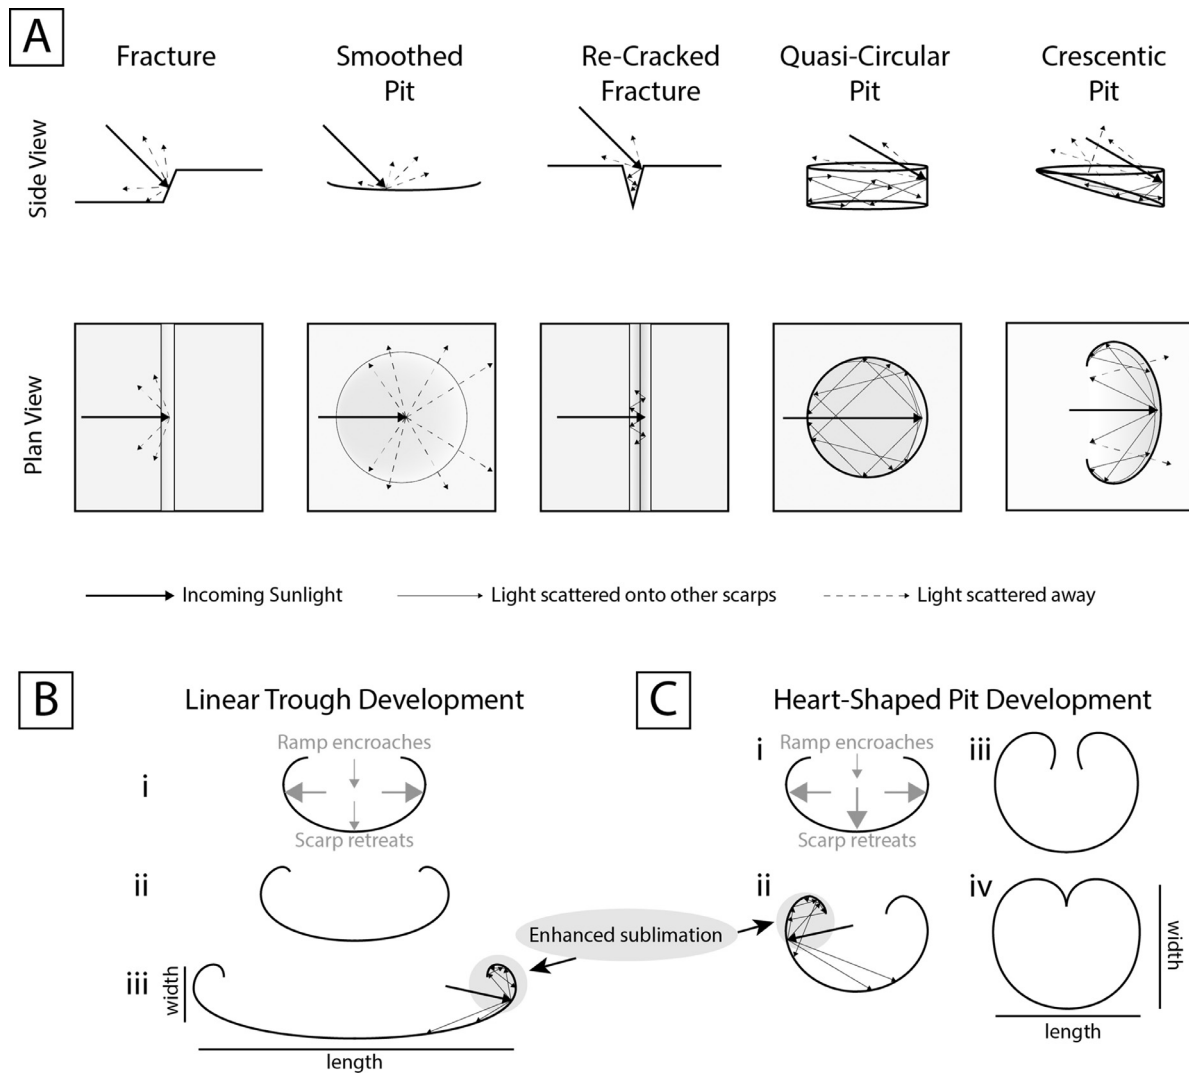 A
Fracture
Smoothed
Pit
Re-Cracked
Fracture
Quasi-Circular
Pit
Crescentic
Pit
Side View
Plan View
Incoming Sunlight
Light scattered onto other scarps
Light scattered away
B
Linear Trough Development
i
Ramp encroaches
Scarp retreats
ii
iii
width
length
Enhanced sublimation
C
Heart-Shaped Pit Development
i
Ramp encroaches
Scarp retreats
ii
iii
iv
width
length